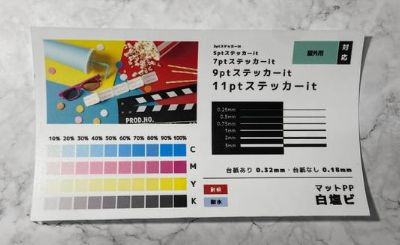 PROD.NO.
3ptステッカーit
5ptステッカーit
7ptステッカーit
9ptステッカーit
11ptステッカーit
屋外用
対応
0.25mm
0.5mm
0.75mm
1mm
2mm
3mm
10% 20% 30% 40% 50% 60% 70% 80% 90% 100%
C
M
Y
K
台紙あり 0.32mm・台紙なし 0.18mm
耐候
耐水
マットPP
白塩ビ